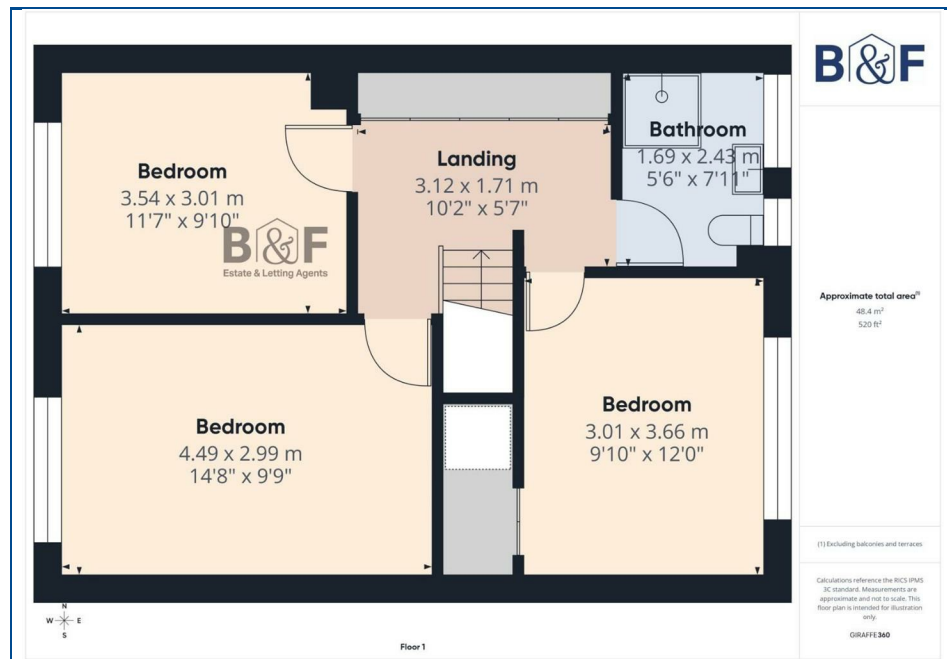 B&F
Bedroom
3.54 x 3.01 m
11'7" x 9'10"
Landing
3.12 x 1.71 m
10'2" x 5'7"
Bathroom
1.69 x 2.43 m
5'6" x 7'11"
B&F
Estate & Letting Agents
Bedroom
4.49 x 2.99 m
14'8" x 9'9"
Bedroom
3.01 x 3.66 m
9'10" x 12'0"
Approximate total area⁽¹⁾
48.4 m²
520 ft²
(1) Excluding balconies and terraces
Calculations reference the RICS IPMS
3C standard. Measurements are
approximate and not to scale. This
floor plan is intended for illustration
only.
GIRAFFE360
N
W E
S
Floor 1